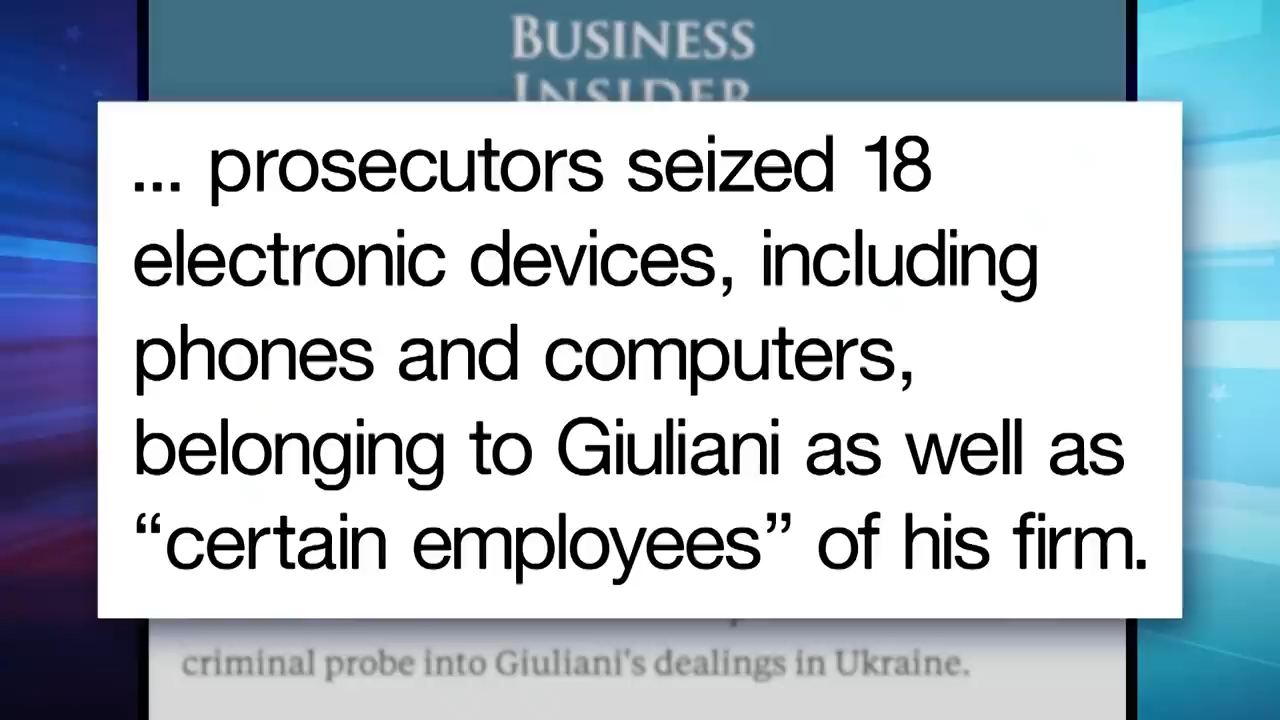 BUSINESS
INSIDER
... prosecutors seized 18
electronic devices, including
phones and computers,
belonging to Giuliani as well as
“certain employees” of his firm.
criminal probe into Giuliani's dealings in Ukraine.